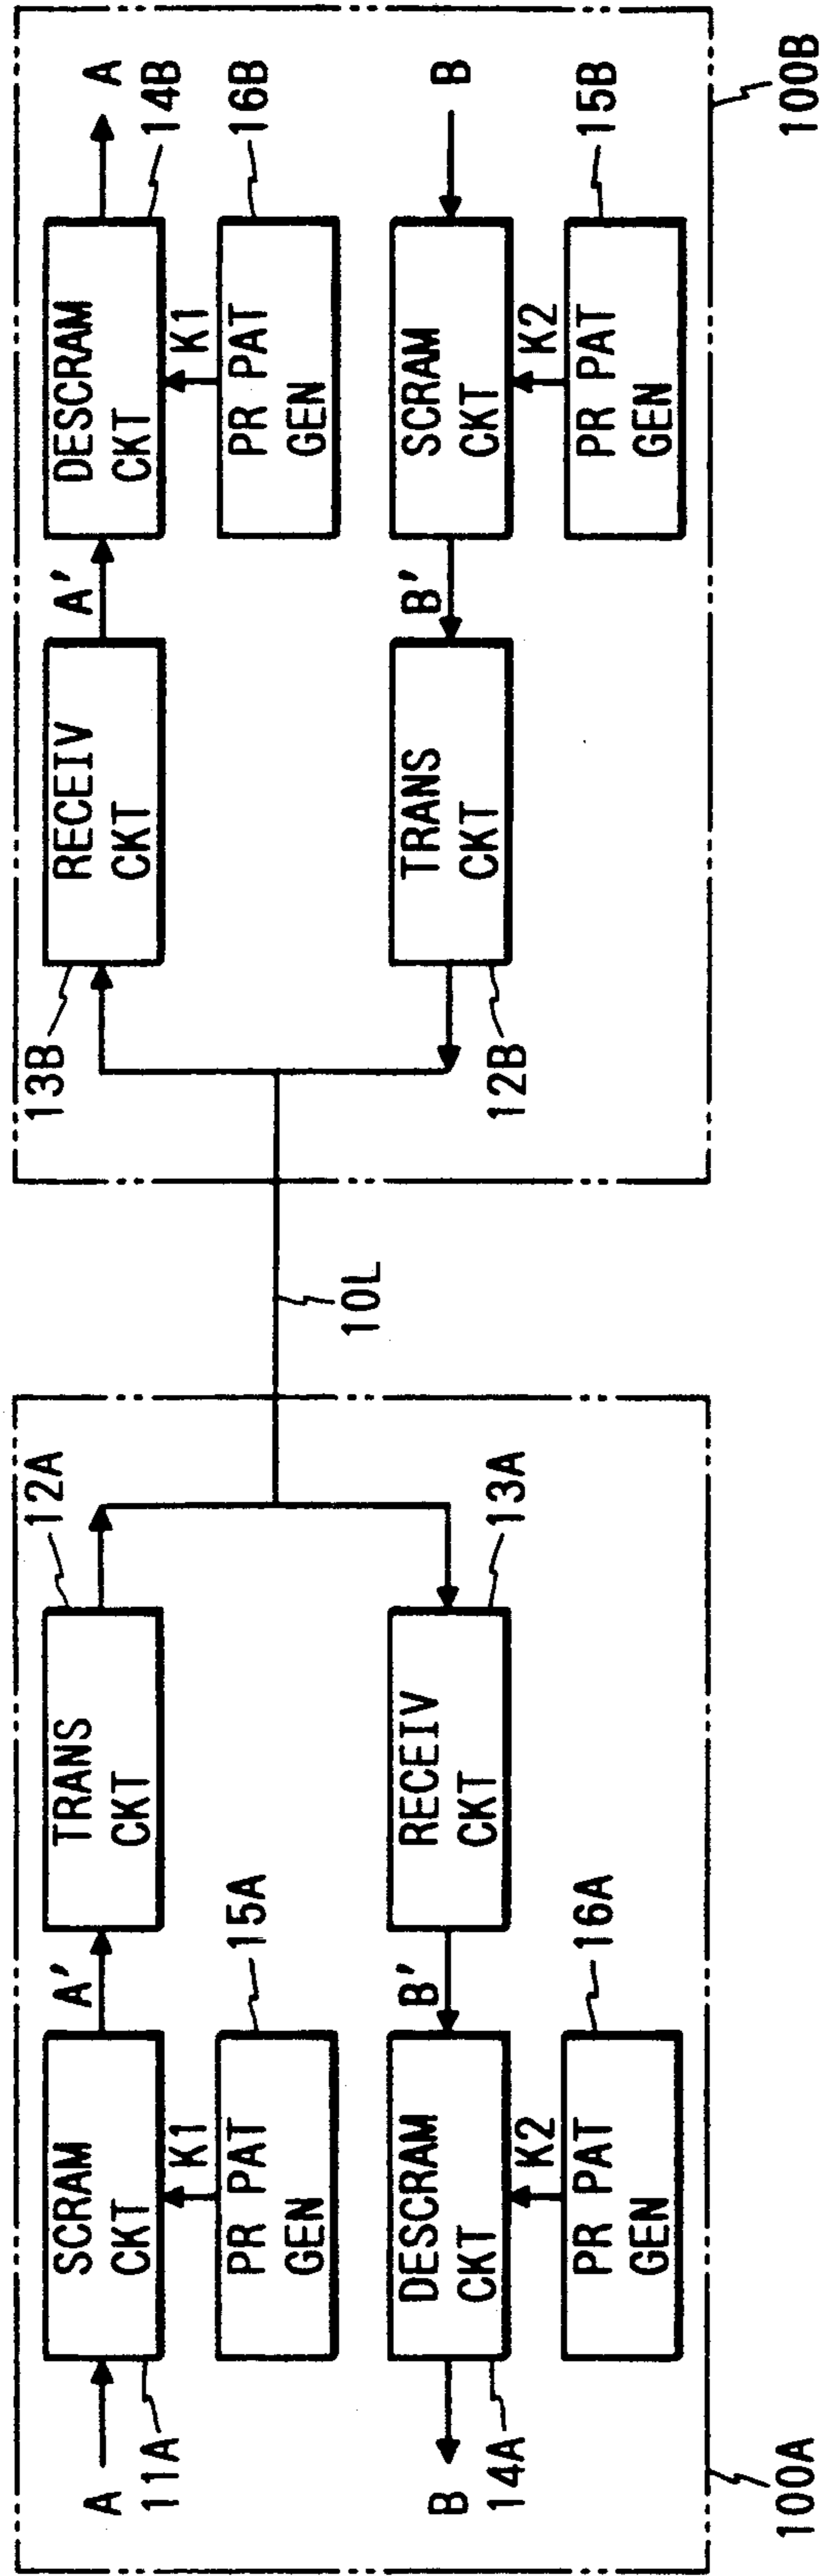 100A
A
11A
SCRAM
CKT
A'
TRANS
CKT
12A
K1
PR PAT
GEN
15A
B
14A
DESCRAM
CKT
B'
RECEIV
CKT
13A
K2
PR PAT
GEN
16A
10L
100B
13B
RECEIV
CKT
A'
DESCRAM
CKT
A
14B
K1
PR PAT
GEN
16B
12B
TRANS
CKT
B'
SCRAM
CKT
B
K2
PR PAT
GEN
15B